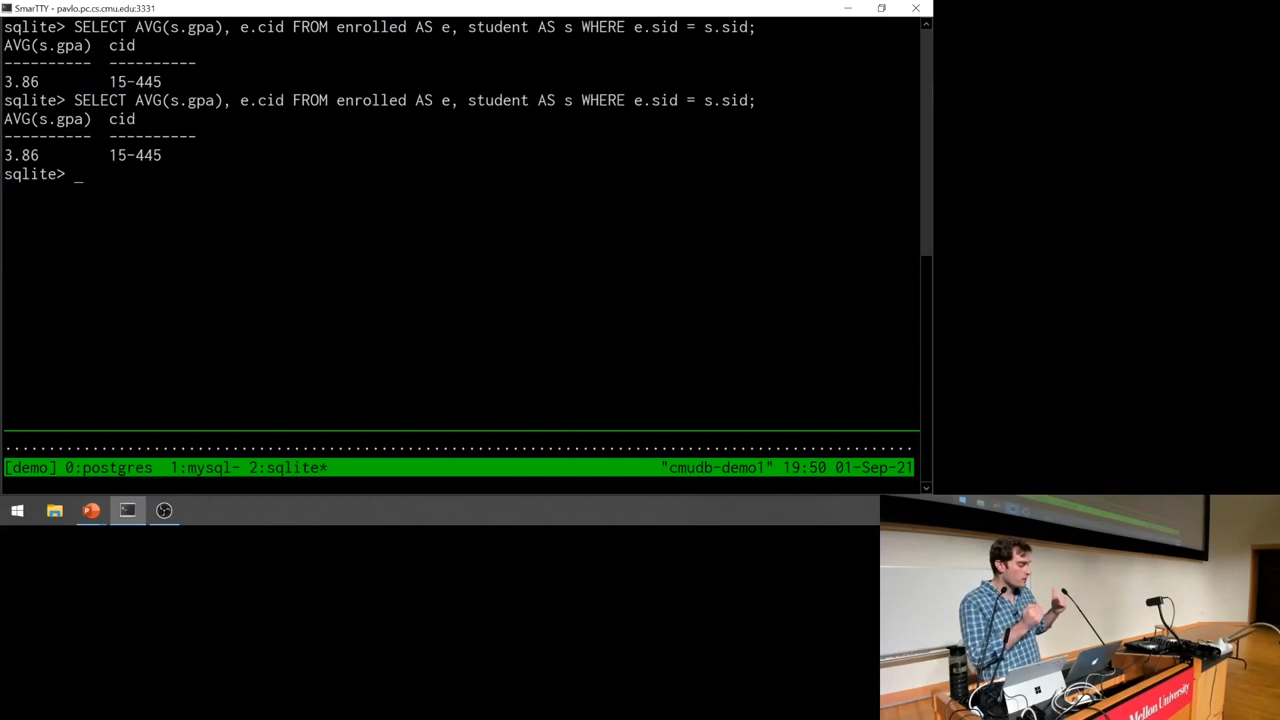 SmarTTY - pavlo.pc.cs.cmu.edu:3331
sqlite> SELECT AVG(s.gpa), e.cid FROM enrolled AS e, student AS s WHERE e.sid = s.sid;
AVG(s.gpa) cid
---------- ----------
3.86 15-445
sqlite> SELECT AVG(s.gpa), e.cid FROM enrolled AS e, student AS s WHERE e.sid = s.sid;
AVG(s.gpa) cid
---------- ----------
3.86 15-445
sqlite> _
[demo] 0:postgres 1:mysql- 2:sqlite* "cmudb-demo1" 19:50 01-Sep-21
Mellon University